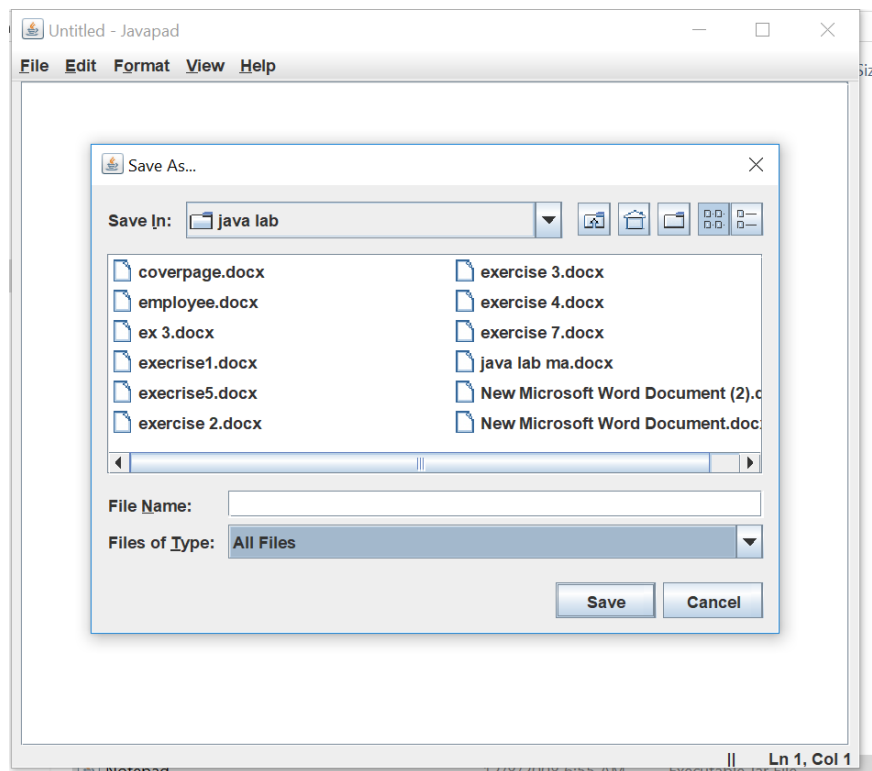 Untitled - Javapad
File Edit Format View Help
Save As...
Save In: java lab
coverpage.docx
employee.docx
ex 3.docx
execrise1.docx
execrise5.docx
exercise 2.docx
exercise 3.docx
exercise 4.docx
exercise 7.docx
java lab ma.docx
New Microsoft Word Document (2).d
New Microsoft Word Document.doc
File Name:
Files of Type: All Files
Save Cancel
|| Ln 1, Col 1